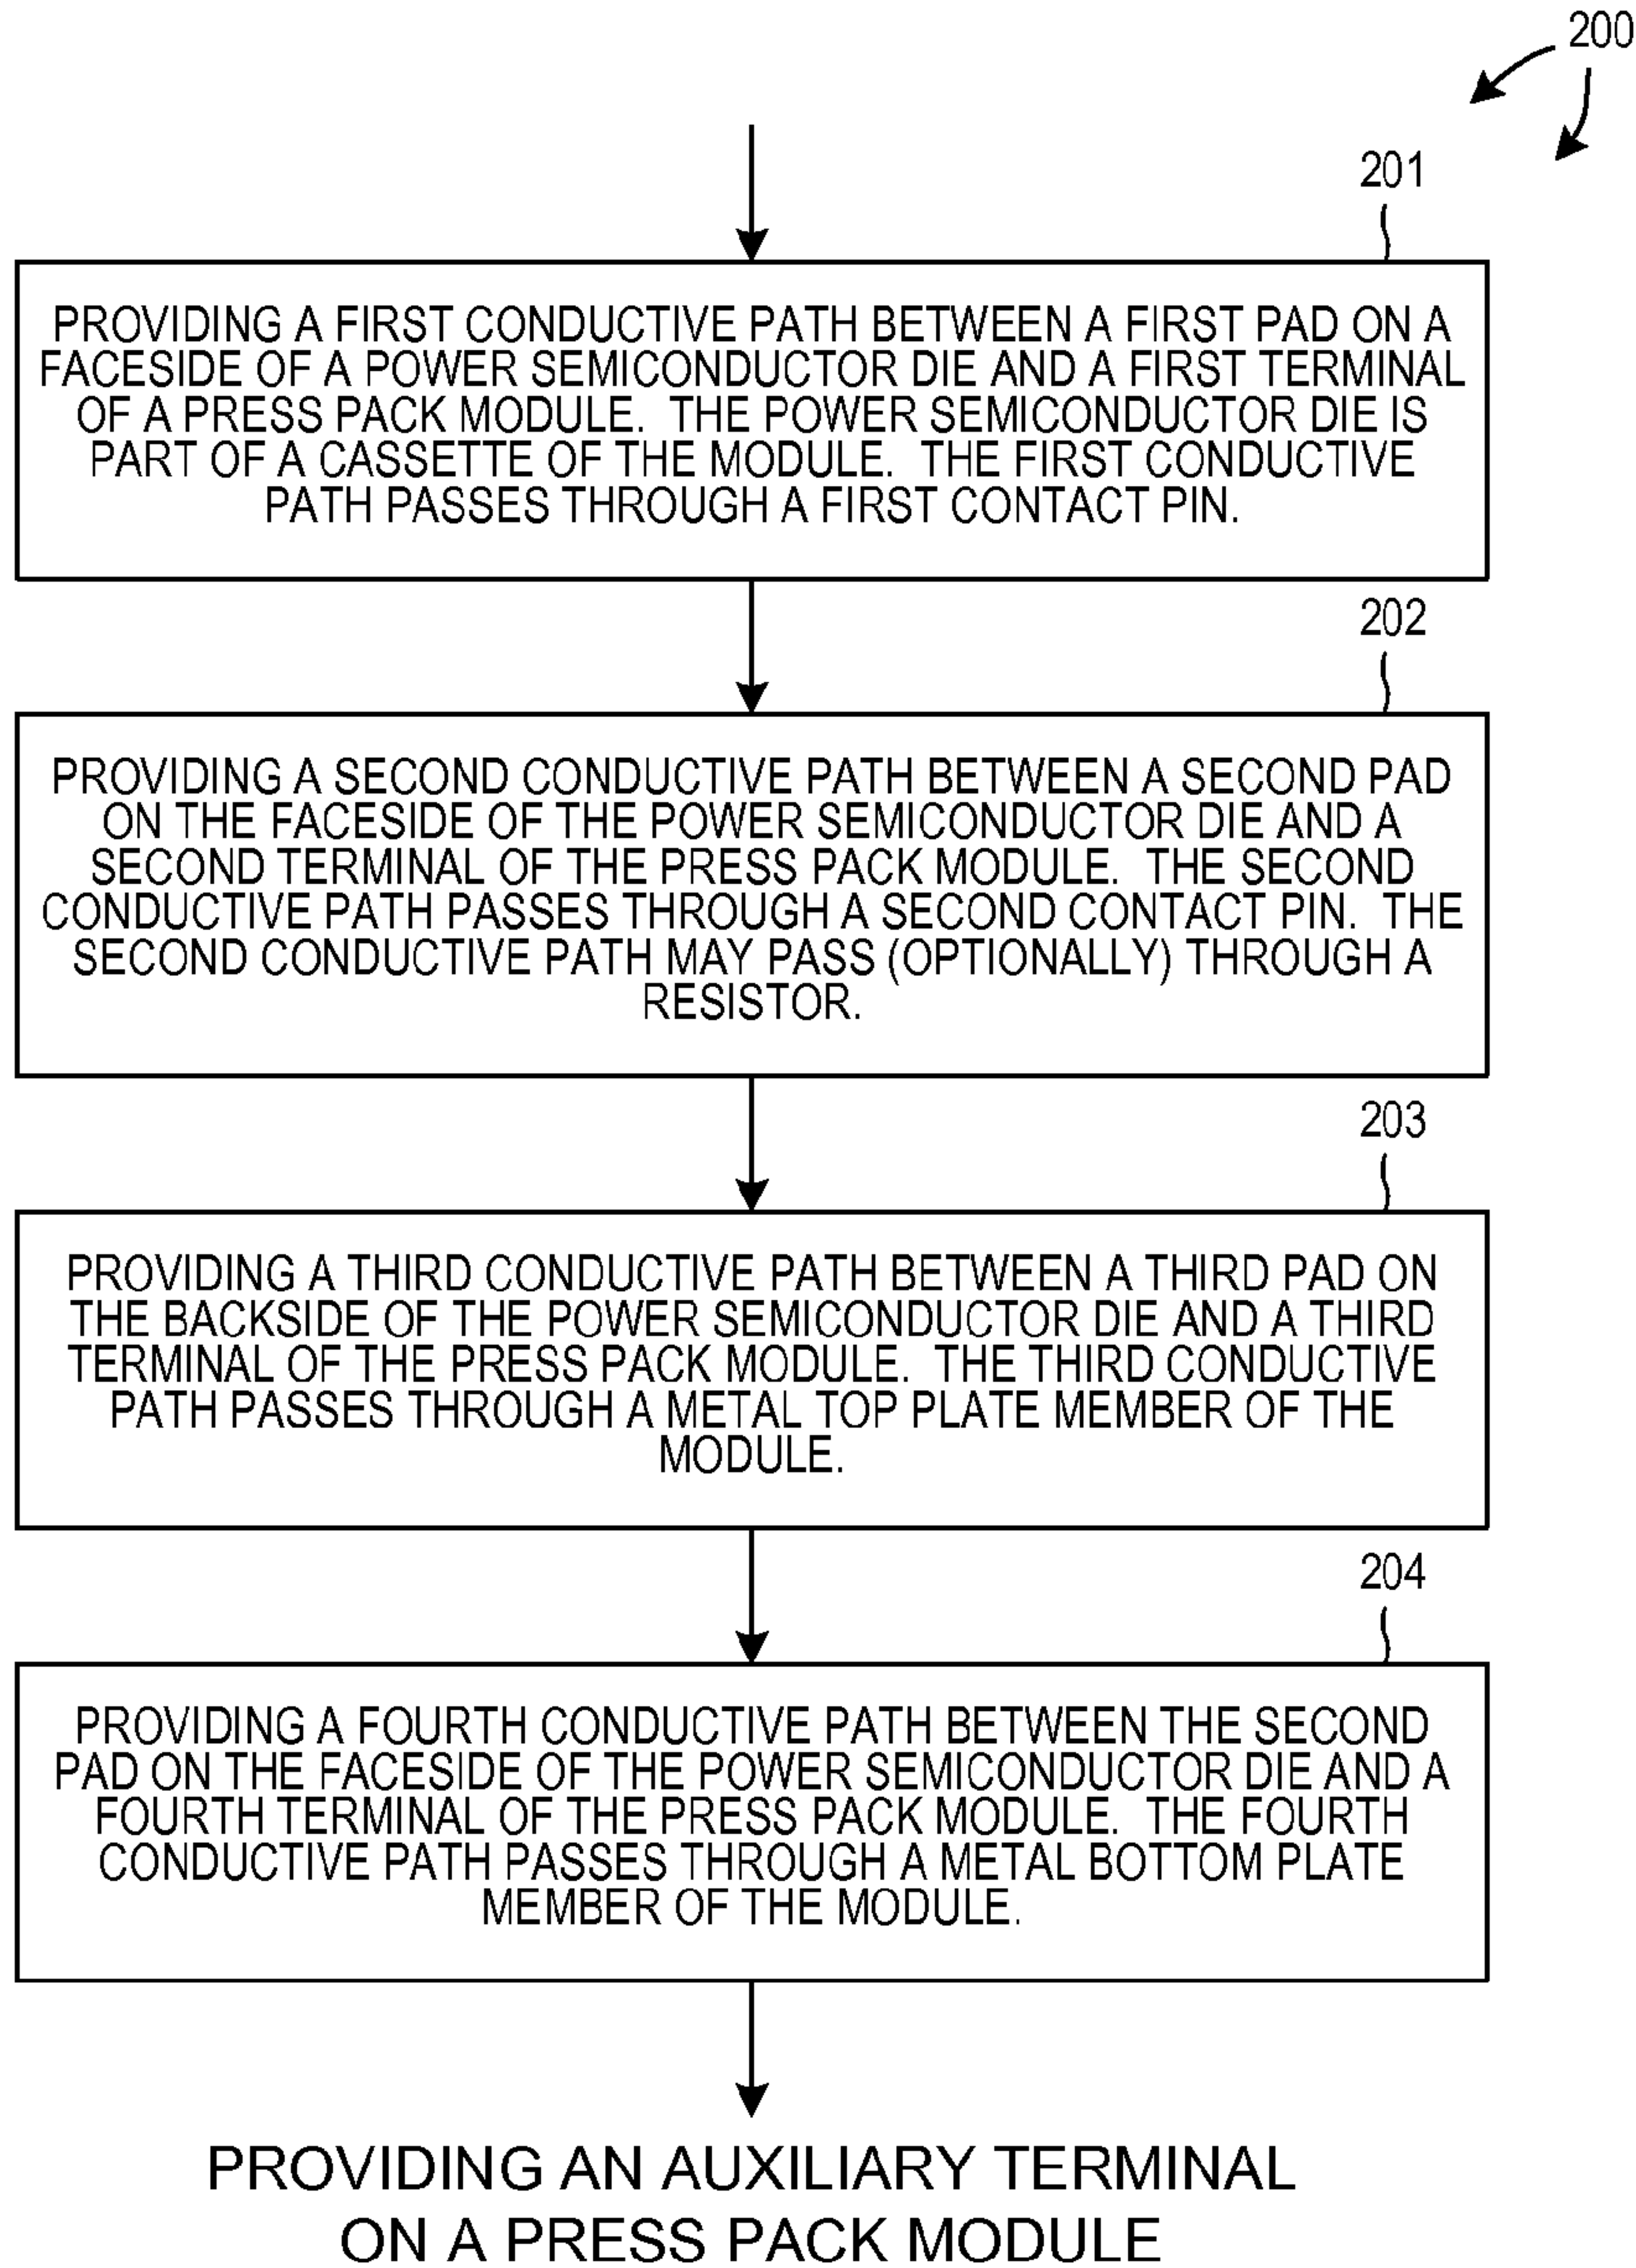 200
201
PROVIDING A FIRST CONDUCTIVE PATH BETWEEN A FIRST PAD ON A
FACESIDE OF A POWER SEMICONDUCTOR DIE AND A FIRST TERMINAL
OF A PRESS PACK MODULE. THE POWER SEMICONDUCTOR DIE IS
PART OF A CASSETTE OF THE MODULE. THE FIRST CONDUCTIVE
PATH PASSES THROUGH A FIRST CONTACT PIN.
202
PROVIDING A SECOND CONDUCTIVE PATH BETWEEN A SECOND PAD
ON THE FACESIDE OF THE POWER SEMICONDUCTOR DIE AND A
SECOND TERMINAL OF THE PRESS PACK MODULE. THE SECOND
CONDUCTIVE PATH PASSES THROUGH A SECOND CONTACT PIN. THE
SECOND CONDUCTIVE PATH MAY PASS (OPTIONALLY) THROUGH A
RESISTOR.
203
PROVIDING A THIRD CONDUCTIVE PATH BETWEEN A THIRD PAD ON
THE BACKSIDE OF THE POWER SEMICONDUCTOR DIE AND A THIRD
TERMINAL OF THE PRESS PACK MODULE. THE THIRD CONDUCTIVE
PATH PASSES THROUGH A METAL TOP PLATE MEMBER OF THE
MODULE.
204
PROVIDING A FOURTH CONDUCTIVE PATH BETWEEN THE SECOND
PAD ON THE FACESIDE OF THE POWER SEMICONDUCTOR DIE AND A
FOURTH TERMINAL OF THE PRESS PACK MODULE. THE FOURTH
CONDUCTIVE PATH PASSES THROUGH A METAL BOTTOM PLATE
MEMBER OF THE MODULE.
PROVIDING AN AUXILIARY TERMINAL
ON A PRESS PACK MODULE